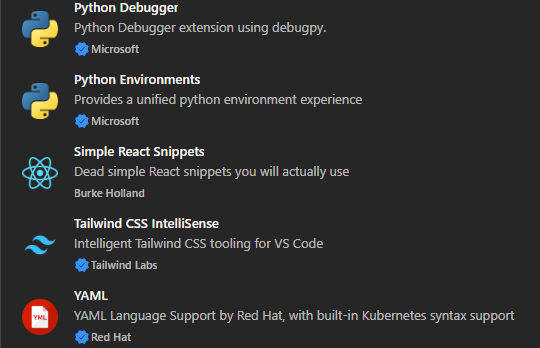 Python Debugger
Python Debugger extension using debugpy.
Microsoft
Python Environments
Provides a unified python environment experience
Microsoft
Simple React Snippets
Dead simple React snippets you will actually use
Burke Holland
Tailwind CSS IntelliSense
Intelligent Tailwind CSS tooling for VS Code
Tailwind Labs
YAML
YAML Language Support by Red Hat, with built-in Kubernetes syntax support
YML
Red Hat